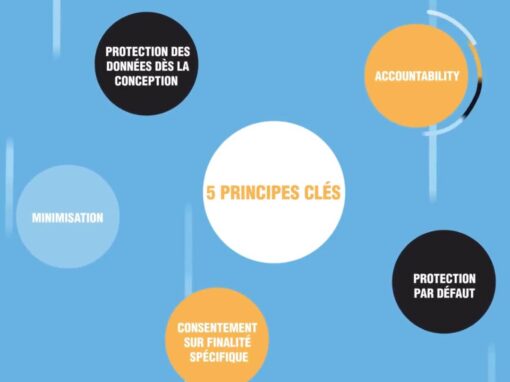 PROTECTION DES
DONNÉES DÈS LA
CONCEPTION
ACCOUNTABILITY
5 PRINCIPES CLÉS
MINIMISATION
PROTECTION
PAR DÉFAUT
CONSENTEMENT
SUR FINALITÉ
SPÉCIFIQUE